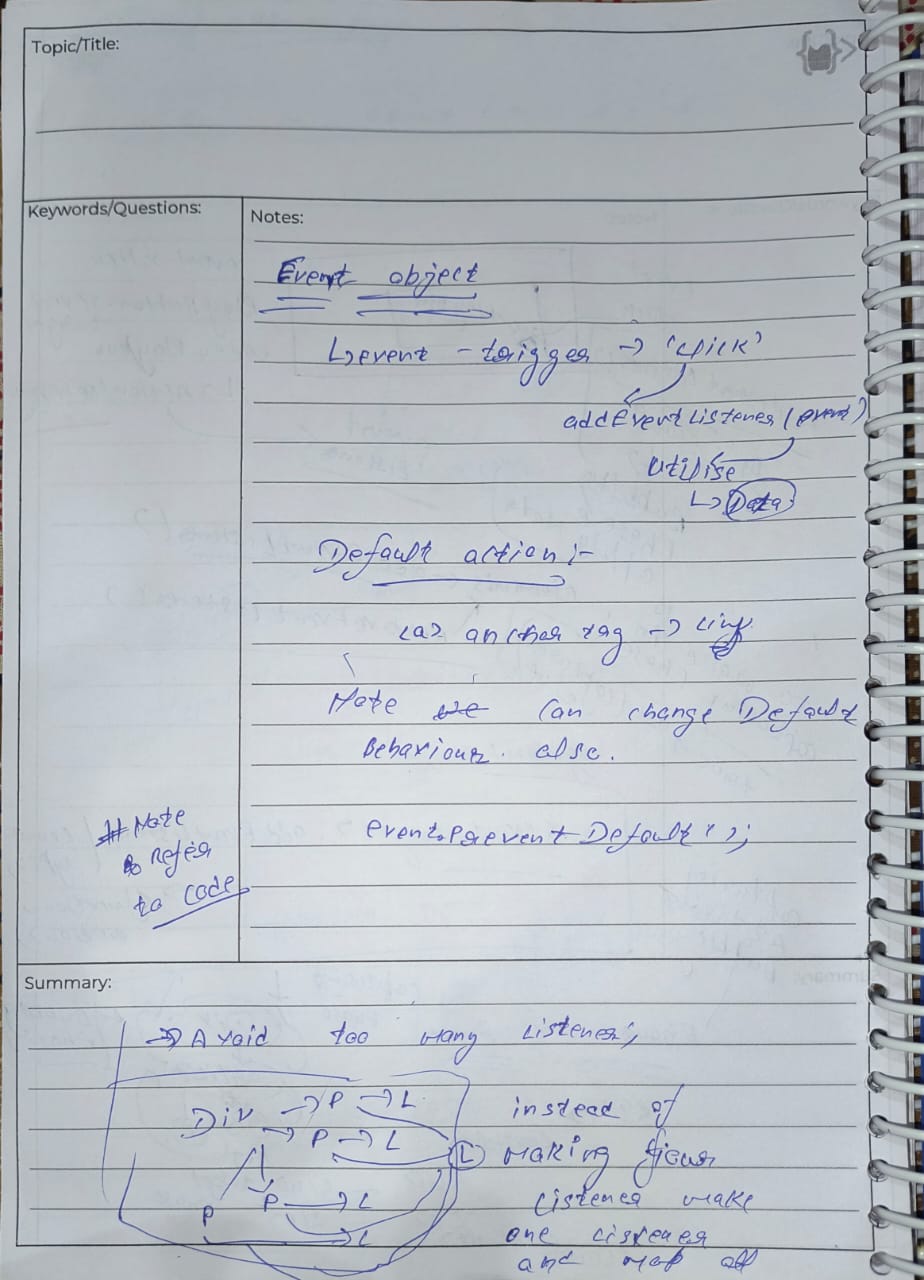 Topic/Title:
Keywords/Questions:
Notes:
Event object
↳ event - trigger → 'click'
addEventListener (event)
Utilise
↳ Data
Default action :-
<a> anchor tag → link
Note we can change Default
Behaviour also.
event.preventDefault();
# Note
Refer
to code
Summary:
→ Avoid too many listener,
Div → P → L
→ P → L
P P → L
L
L
instead of
making four
listener make
one listener
and map all